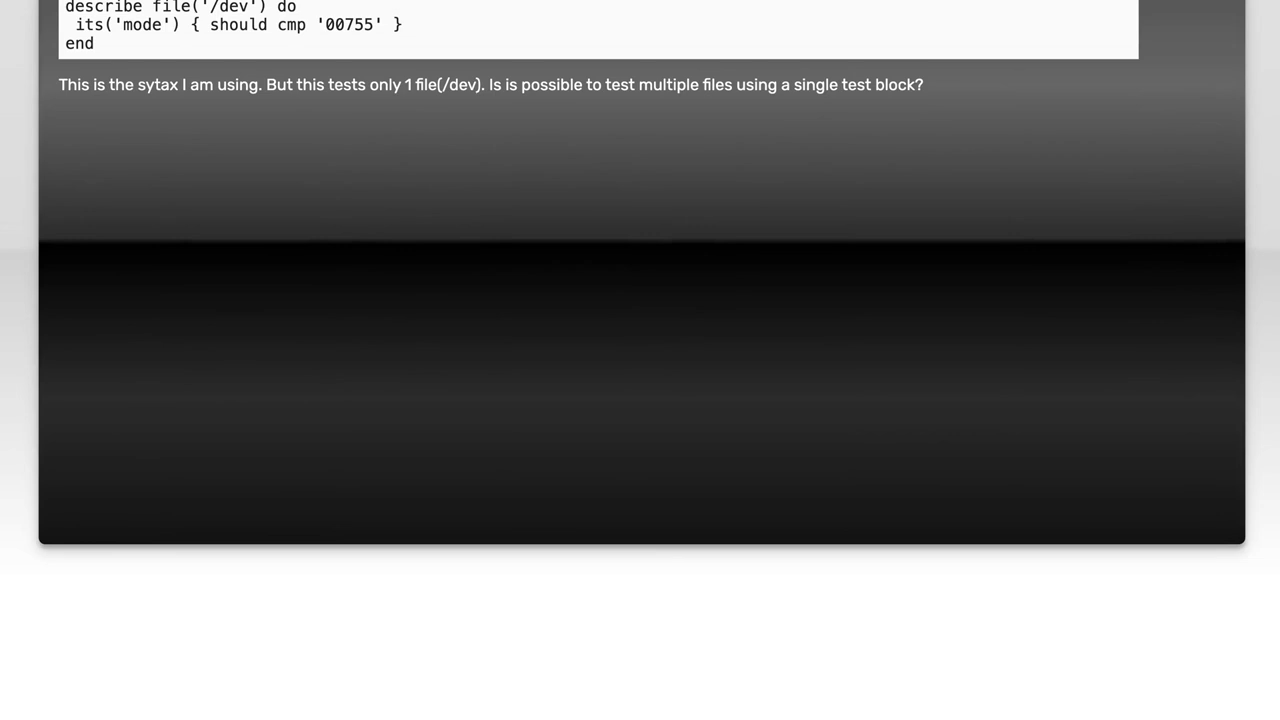 describe file('/dev') do
its('mode') { should cmp '00755' }
end
This is the sytax I am using. But this tests only 1 file(/dev). Is is possible to test multiple files using a single test block?